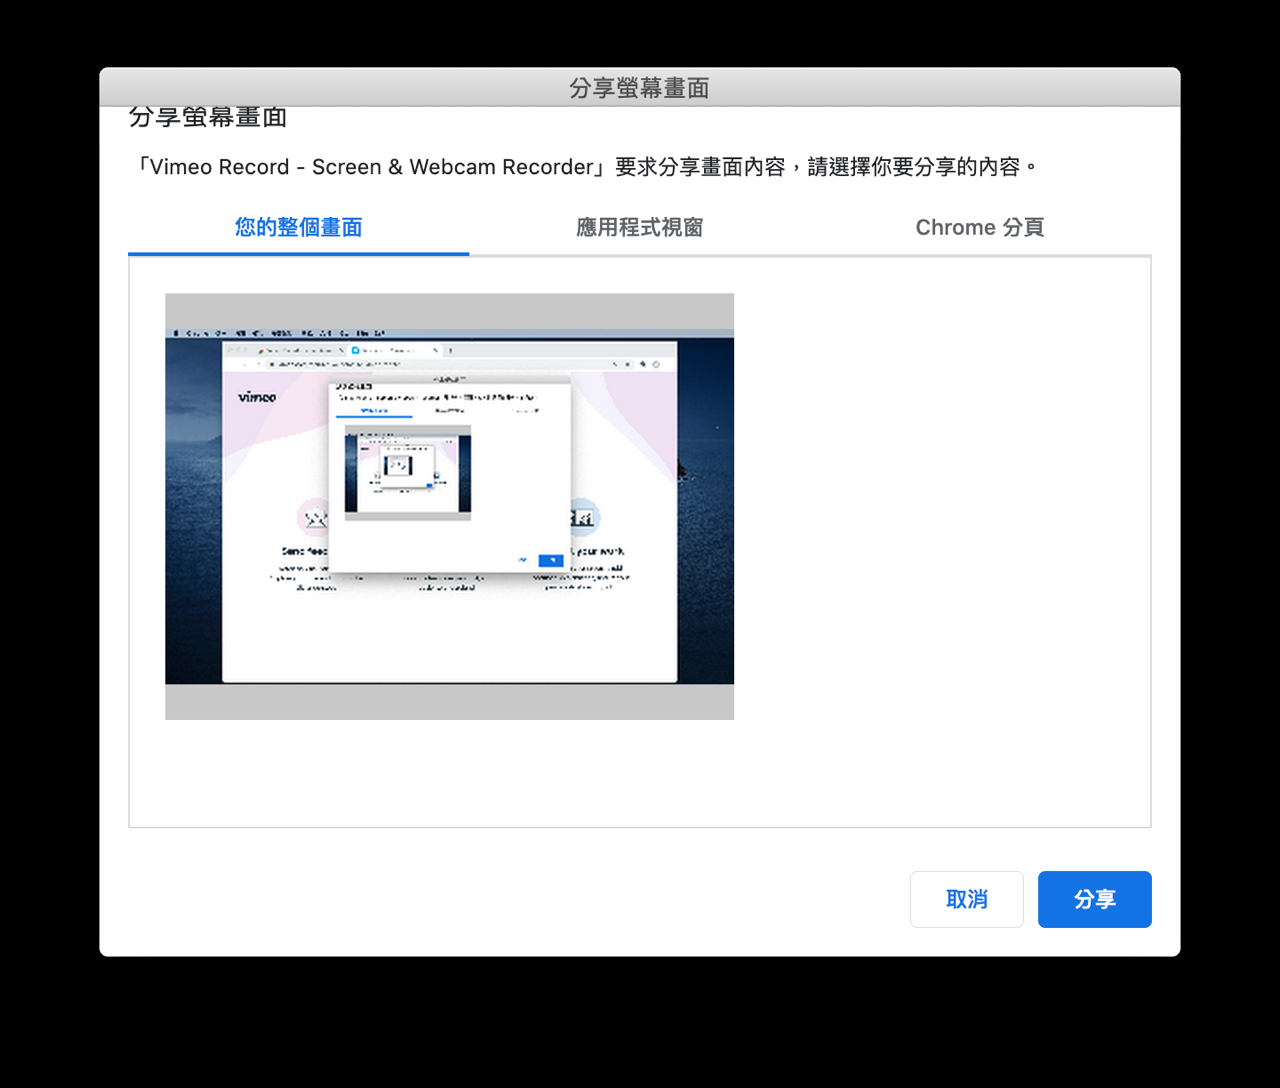 分享螢幕畫面
分享螢幕畫面
「Vimeo Record - Screen & Webcam Recorder」要求分享畫面內容，請選擇你要分享的內容。
您的整個畫面
應用程式視窗
Chrome 分頁
vimeo
Send feed
your work
取消
分享